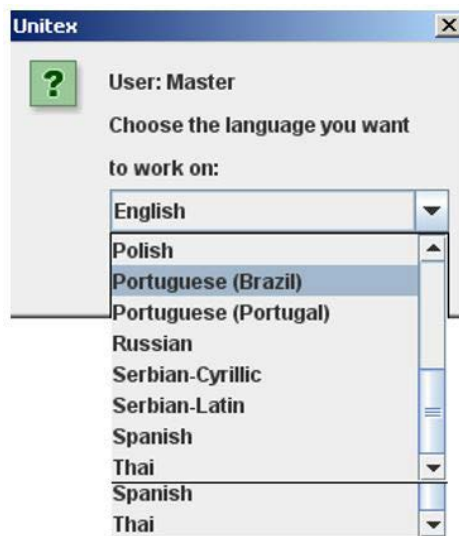 Unitex
?
User: Master
Choose the language you want
to work on:
English
Polish
Portuguese (Brazil)
Portuguese (Portugal)
Russian
Serbian-Cyrillic
Serbian-Latin
Spanish
Thai
Spanish
Thai